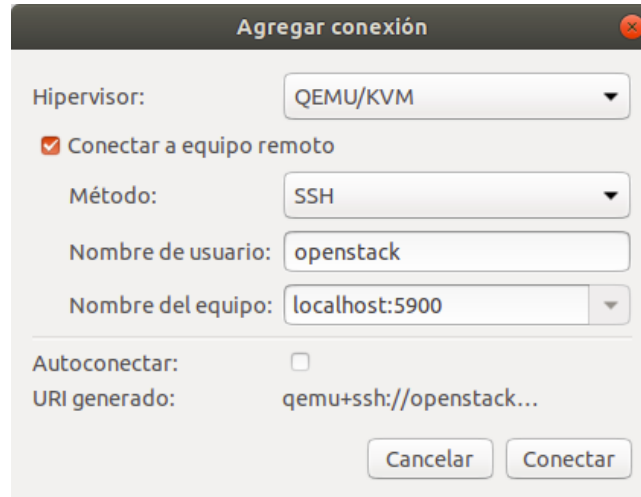 Agregar conexión
Hipervisor: QEMU/KVM
Conectar a equipo remoto
Método: SSH
Nombre de usuario: openstack
Nombre del equipo: localhost:5900
Autoconectar:
URI generado: qemu+ssh://openstack...
Cancelar Conectar